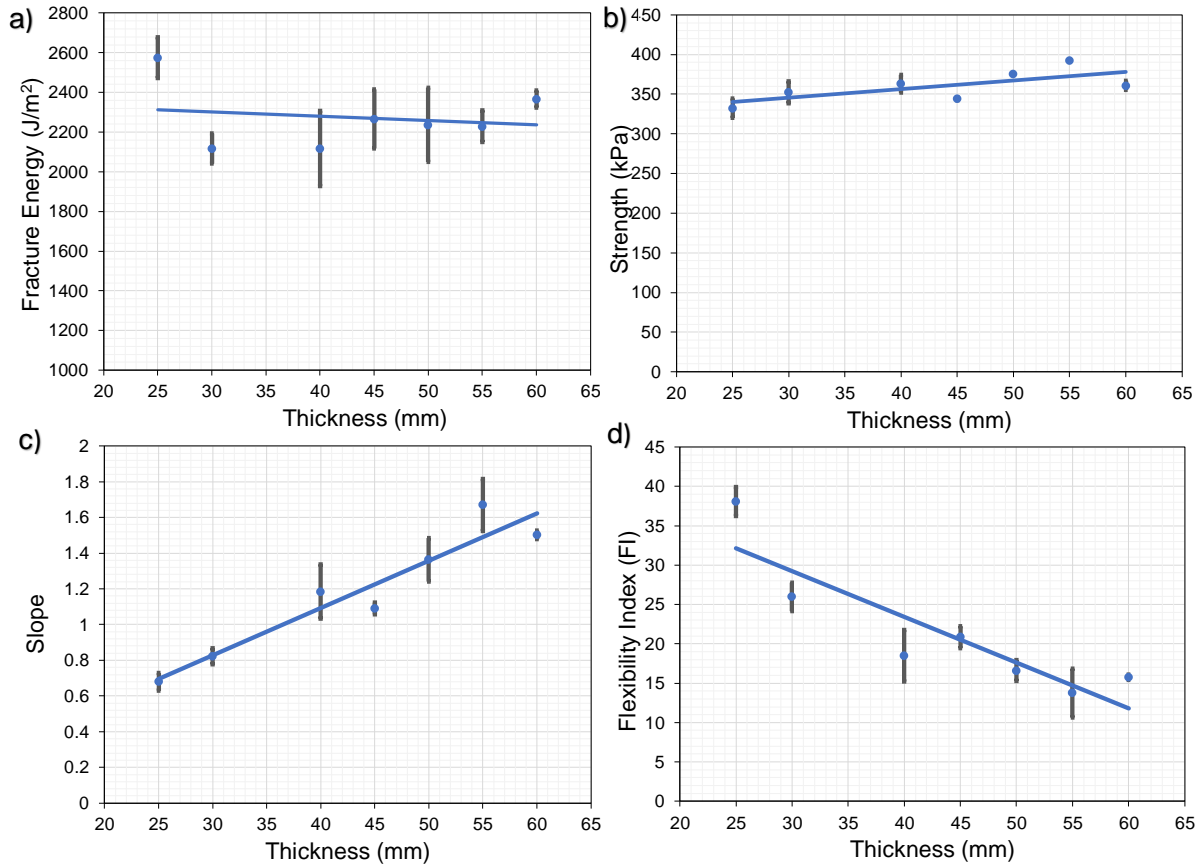 a)
Fracture Energy (J/m²)
2800
2600
2400
2200
2000
1800
1600
1400
1200
1000
20 25 30 35 40 45 50 55 60 65
Thickness (mm)
b)
Strength (kPa)
450
400
350
300
250
200
150
100
50
0
20 25 30 35 40 45 50 55 60 65
Thickness (mm)
c)
Slope
2
1.8
1.6
1.4
1.2
1
0.8
0.6
0.4
0.2
0
20 25 30 35 40 45 50 55 60 65
Thickness (mm)
d)
Flexibility Index (FI)
45
40
35
30
25
20
15
10
5
0
20 25 30 35 40 45 50 55 60 65
Thickness (mm)